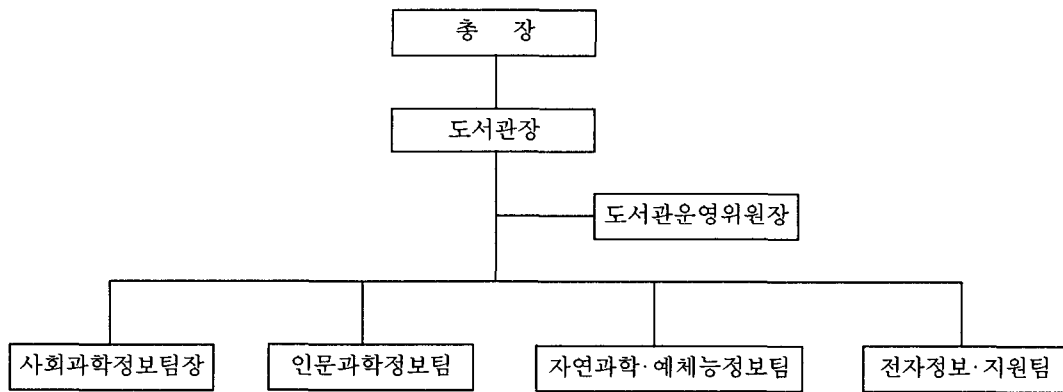 총 장
도서관장
도서관운영위원장
사회과학정보팀장
인문과학정보팀
자연과학·예체능정보팀
전자정보·지원팀